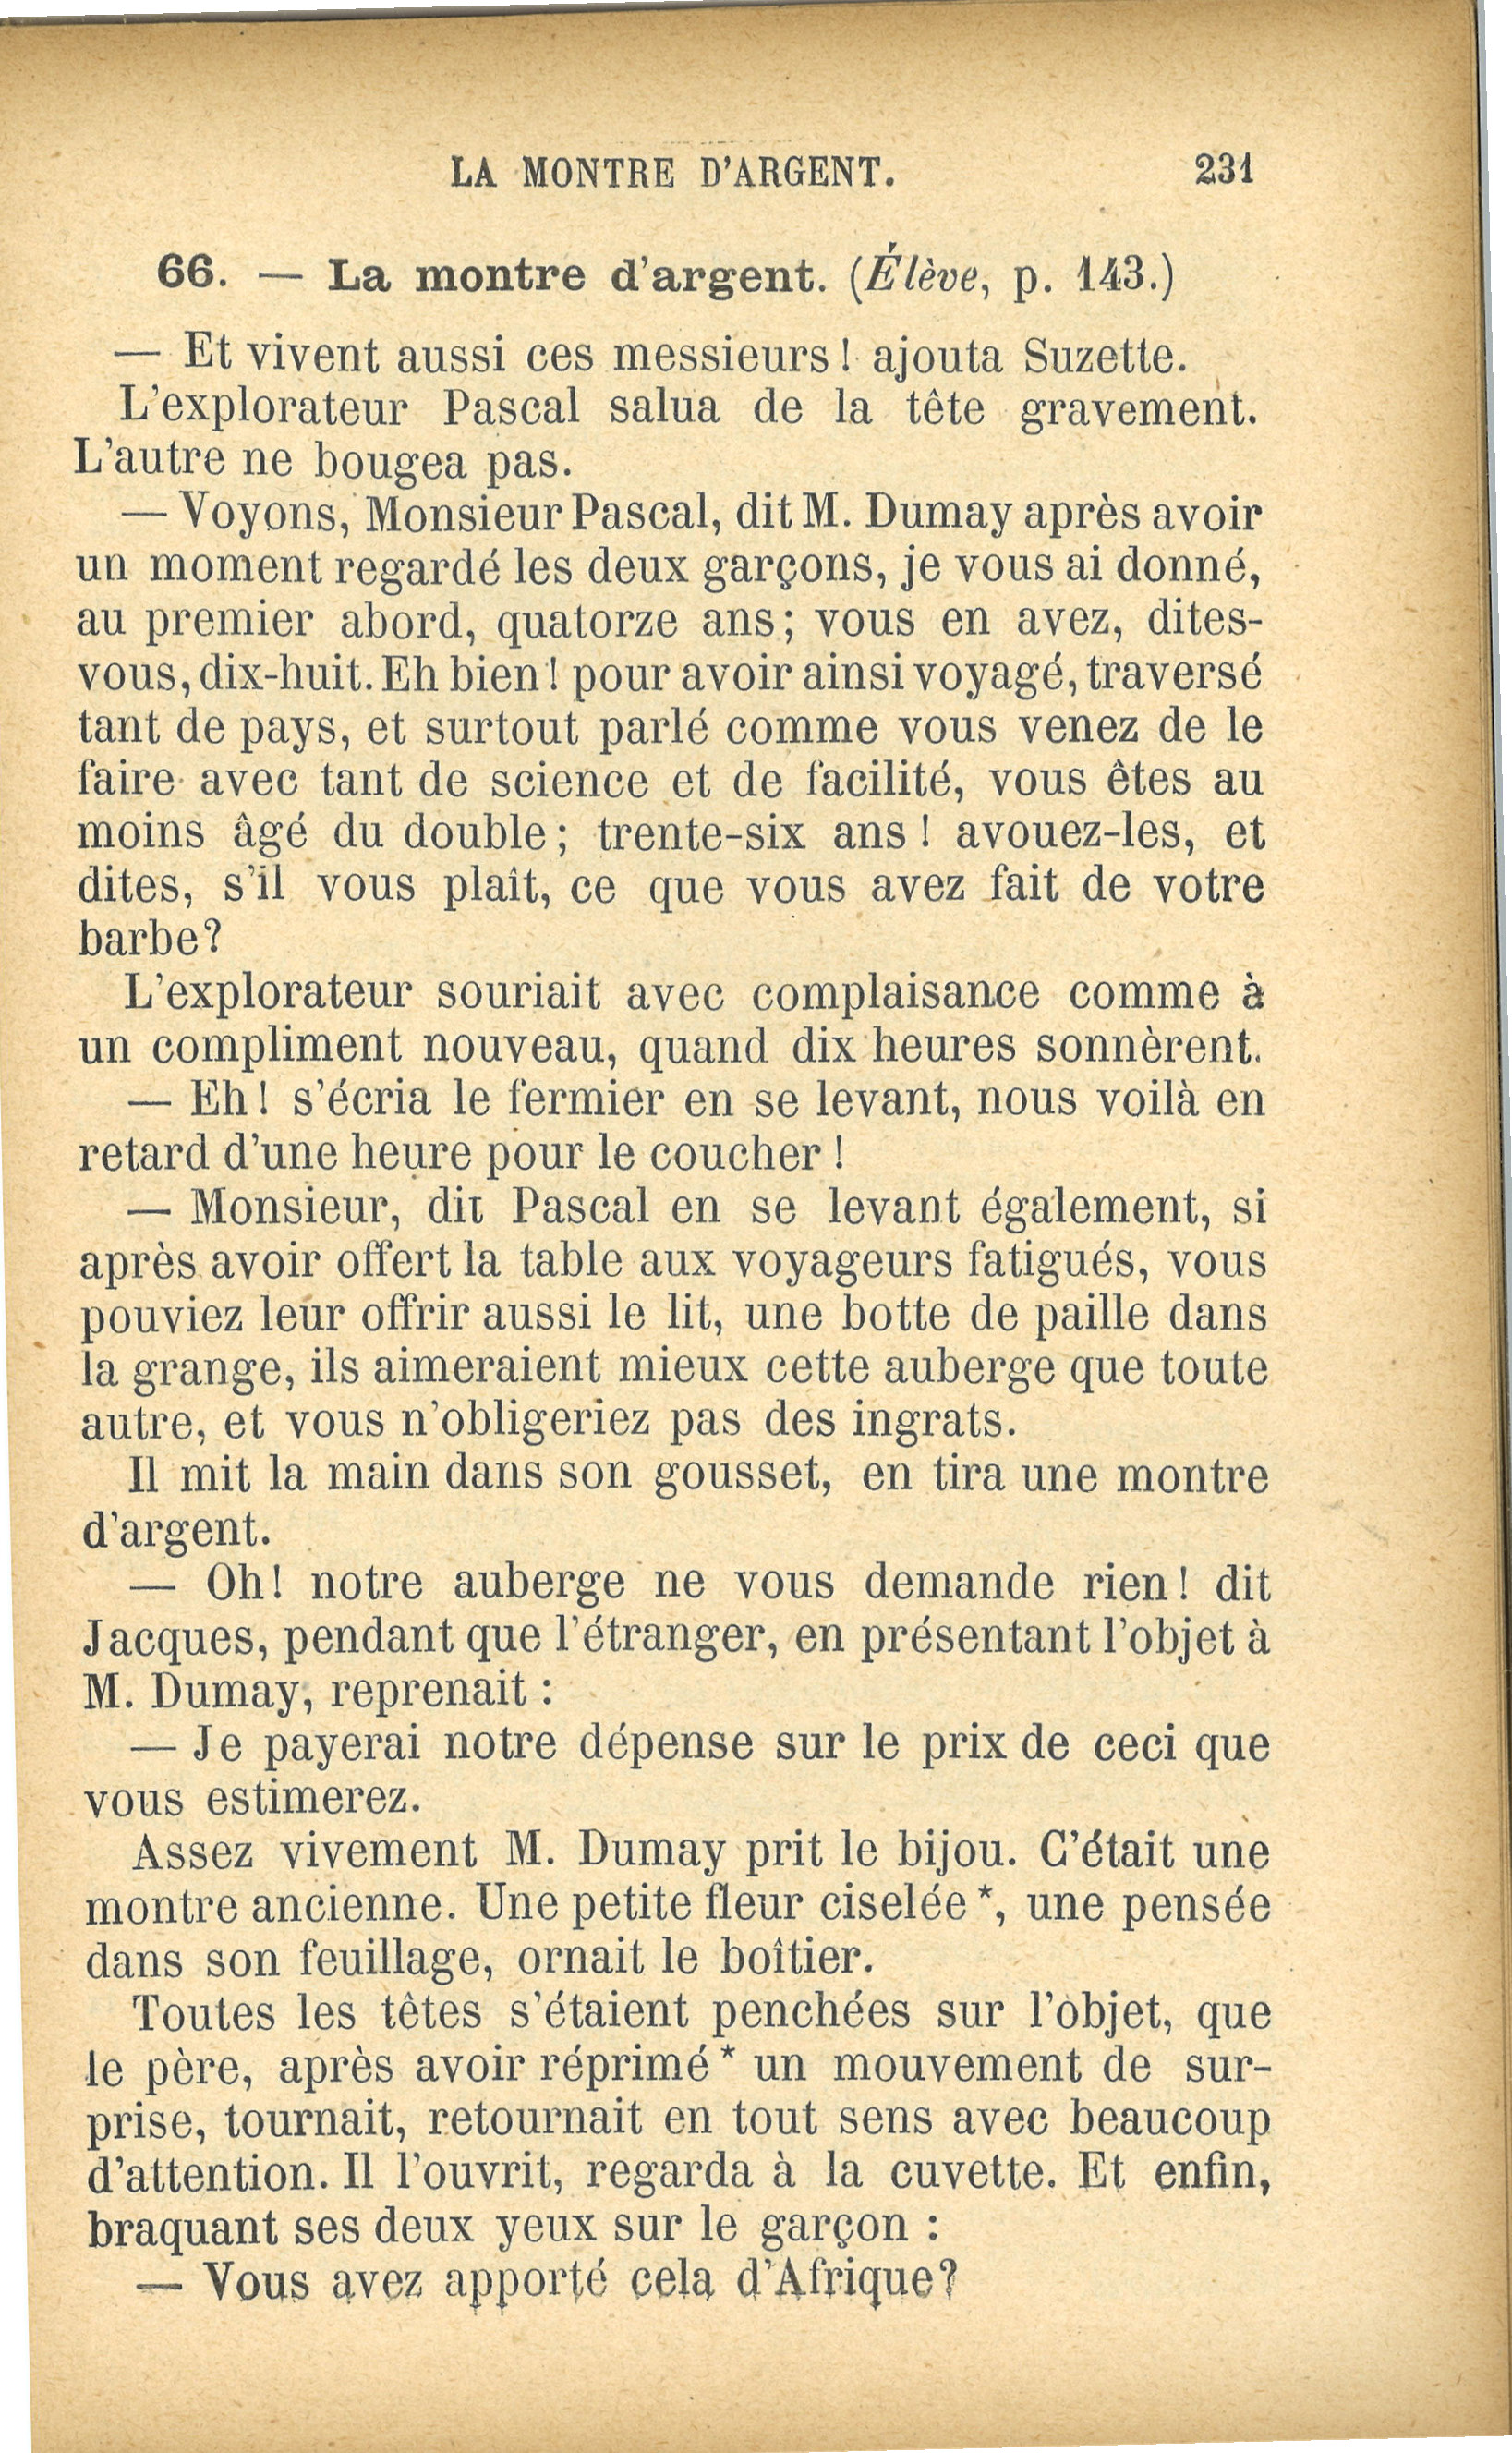 LA MONTRE D'ARGENT. 231
66. — La montre d'argent. (Élève, p. 143.)
— Et vivent aussi ces messieurs! ajouta Suzette.
L'explorateur Pascal salua de la tête gravement.
L'autre ne bougea pas.
— Voyons, Monsieur Pascal, dit M. Dumay après avoir
un moment regardé les deux garçons, je vous ai donné,
au premier abord, quatorze ans; vous en avez, dites-
vous, dix-huit. Eh bien! pour avoir ainsi voyagé, traversé
tant de pays, et surtout parlé comme vous venez de le
faire avec tant de science et de facilité, vous êtes au
moins âgé du double; trente-six ans! avouez-les, et
dites, s'il vous plaît, ce que vous avez fait de votre
barbe?
L'explorateur souriait avec complaisance comme à
un compliment nouveau, quand dix heures sonnèrent.
— Eh! s'écria le fermier en se levant, nous voilà en
retard d'une heure pour le coucher!
— Monsieur, dit Pascal en se levant également, si
après avoir offert la table aux voyageurs fatigués, vous
pouviez leur offrir aussi le lit, une botte de paille dans
la grange, ils aimeraient mieux cette auberge que toute
autre, et vous n'obligeriez pas des ingrats.
Il mit la main dans son gousset, en tira une montre
d'argent.
— Oh! notre auberge ne vous demande rien! dit
Jacques, pendant que l'étranger, en présentant l'objet à
M. Dumay, reprenait :
— Je payerai notre dépense sur le prix de ceci que
vous estimerez.
Assez vivement M. Dumay prit le bijou. C'était une
montre ancienne. Une petite fleur ciselée*, une pensée
dans son feuillage, ornait le boîtier.
Toutes les têtes s'étaient penchées sur l'objet, que
le père, après avoir réprimé* un mouvement de sur-
prise, tournait, retournait en tout sens avec beaucoup
d'attention. Il l'ouvrit, regarda à la cuvette. Et enfin,
braquant ses deux yeux sur le garçon :
— Vous avez apporté cela d'Afrique?